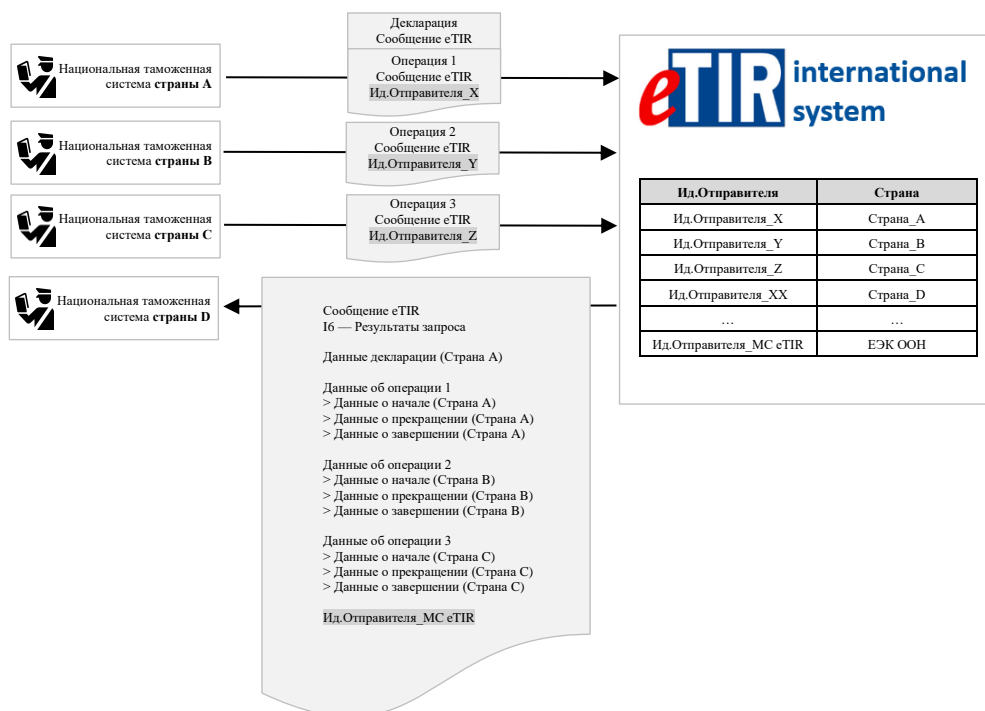 Декларация
Сообщение eTIR
Национальная таможенная
система страны A
Операция 1
Сообщение eTIR
Ид.Отправителя_X
Национальная таможенная
система страны B
Операция 2
Сообщение eTIR
Ид.Отправителя_Y
Национальная таможенная
система страны C
Операция 3
Сообщение eTIR
Ид.Отправителя_Z
Национальная таможенная
система страны D
Сообщение eTIR
I6 — Результаты запроса
Данные декларации (Страна A)
Данные об операции 1
> Данные о начале (Страна A)
> Данные о прекращении (Страна A)
> Данные о завершении (Страна A)
Данные об операции 2
> Данные о начале (Страна B)
> Данные о прекращении (Страна B)
> Данные о завершении (Страна B)
Данные об операции 3
> Данные о начале (Страна C)
> Данные о прекращении (Страна C)
> Данные о завершении (Страна C)
Ид.Отправителя_МС eTIR
eTIR international
system
Ид.Отправителя Страна
Ид.Отправителя_X Страна_A
Ид.Отправителя_Y Страна_B
Ид.Отправителя_Z Страна_C
Ид.Отправителя_XX Страна_D
… …
Ид.Отправителя_МС eTIR ЕЭК ООН